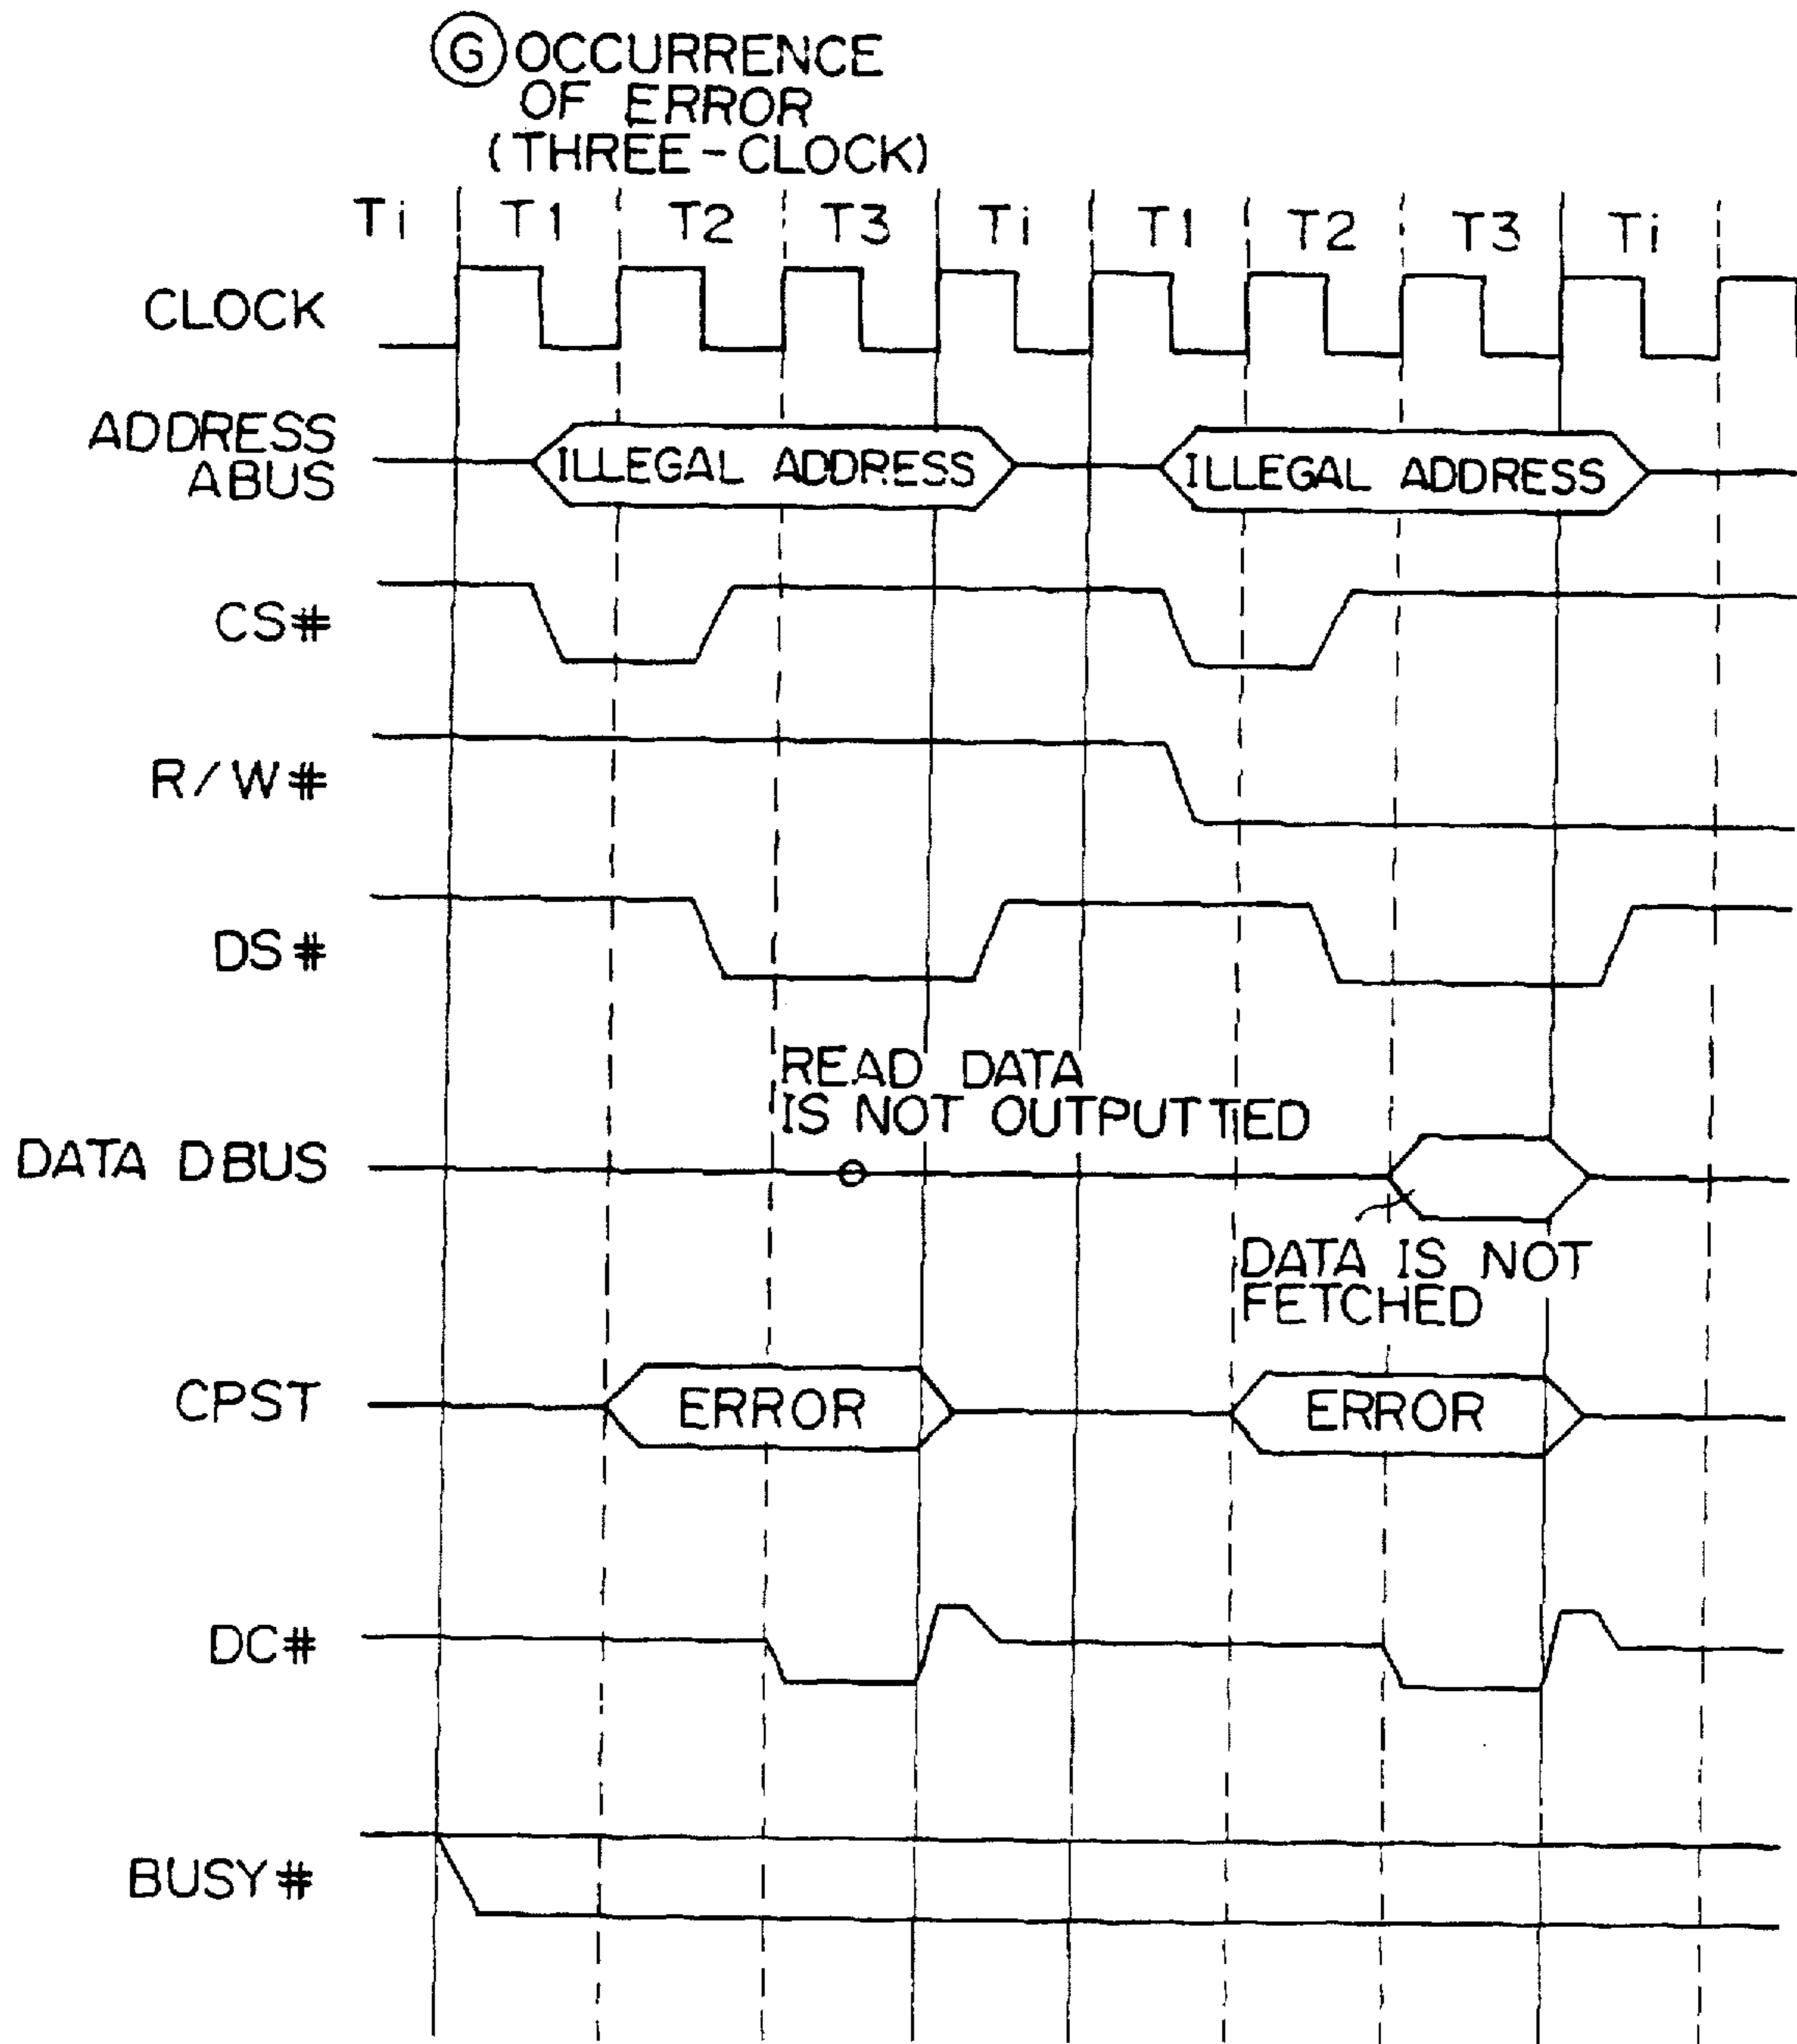 G OCCURRENCE
OF ERROR
(THREE-CLOCK)
Ti T1 T2 T3 Ti T1 T2 T3 Ti
CLOCK
ADDRESS
ABUS
ILLEGAL ADDRESS ILLEGAL ADDRESS
CS#
R/W#
DS#
READ DATA
IS NOT OUTPUTTED
DATA DBUS
DATA IS NOT
FETCHED
CPST ERROR ERROR
DC#
BUSY#